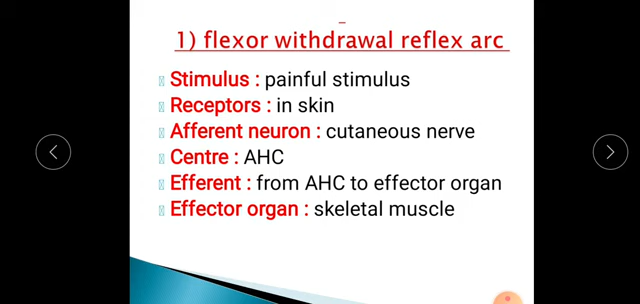 1) flexor withdrawal reflex arc
Stimulus : painful stimulus
Receptors : in skin
Afferent neuron : cutaneous nerve
Centre : AHC
Efferent : from AHC to effector organ
Effector organ : skeletal muscle